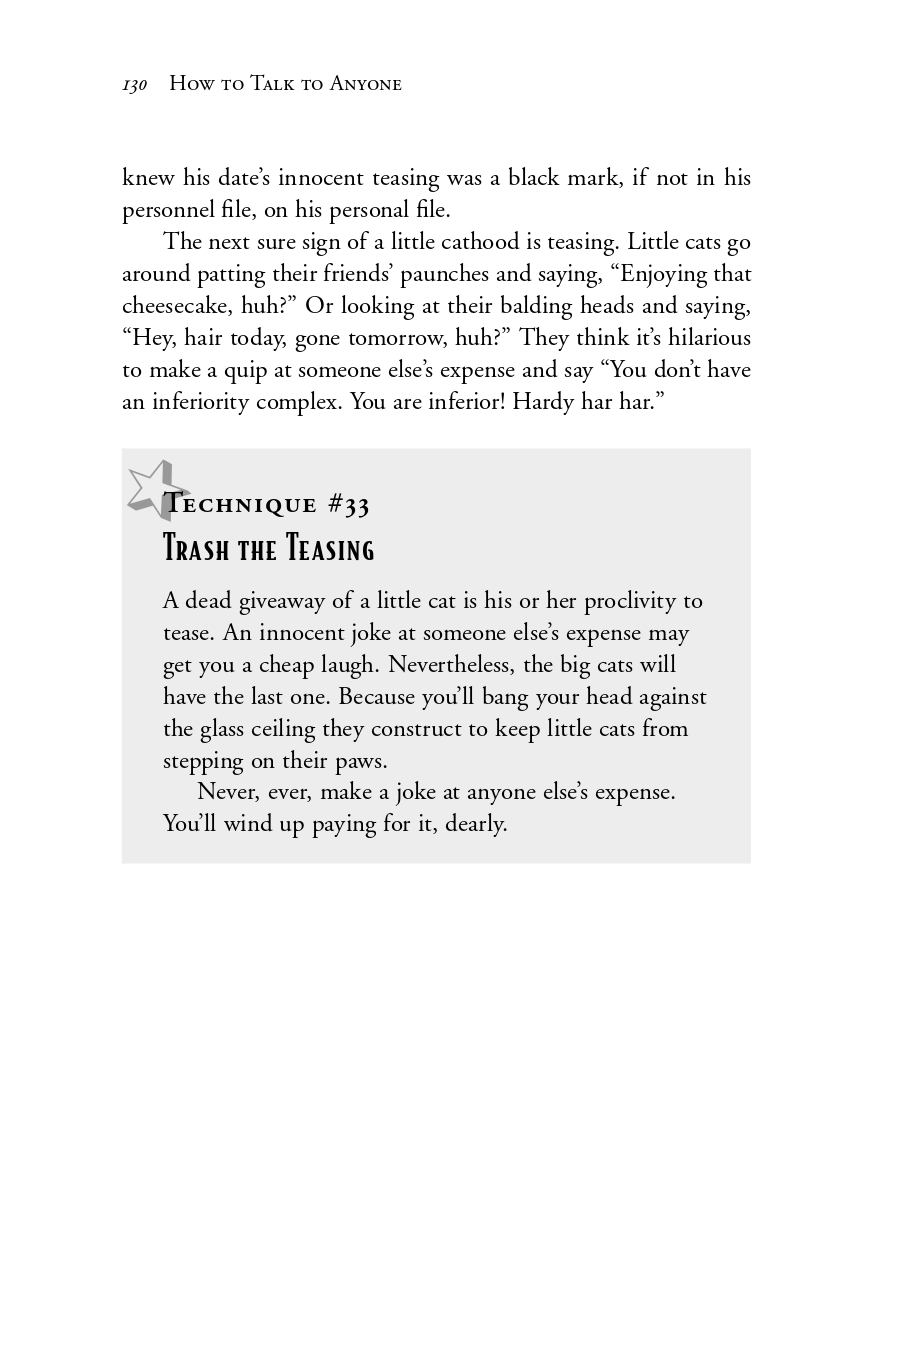 130 How to Talk to Anyone
knew his date’s innocent teasing was a black mark, if not in his
personnel file, on his personal file.
The next sure sign of a little cathood is teasing. Little cats go
around patting their friends’ paunches and saying, “Enjoying that
cheesecake, huh?” Or looking at their balding heads and saying,
“Hey, hair today, gone tomorrow, huh?” They think it’s hilarious
to make a quip at someone else’s expense and say “You don’t have
an inferiority complex. You are inferior! Hardy har har.”
Technique #33
Trash the Teasing
A dead giveaway of a little cat is his or her proclivity to
tease. An innocent joke at someone else’s expense may
get you a cheap laugh. Nevertheless, the big cats will
have the last one. Because you’ll bang your head against
the glass ceiling they construct to keep little cats from
stepping on their paws.
Never, ever, make a joke at anyone else’s expense.
You’ll wind up paying for it, dearly.